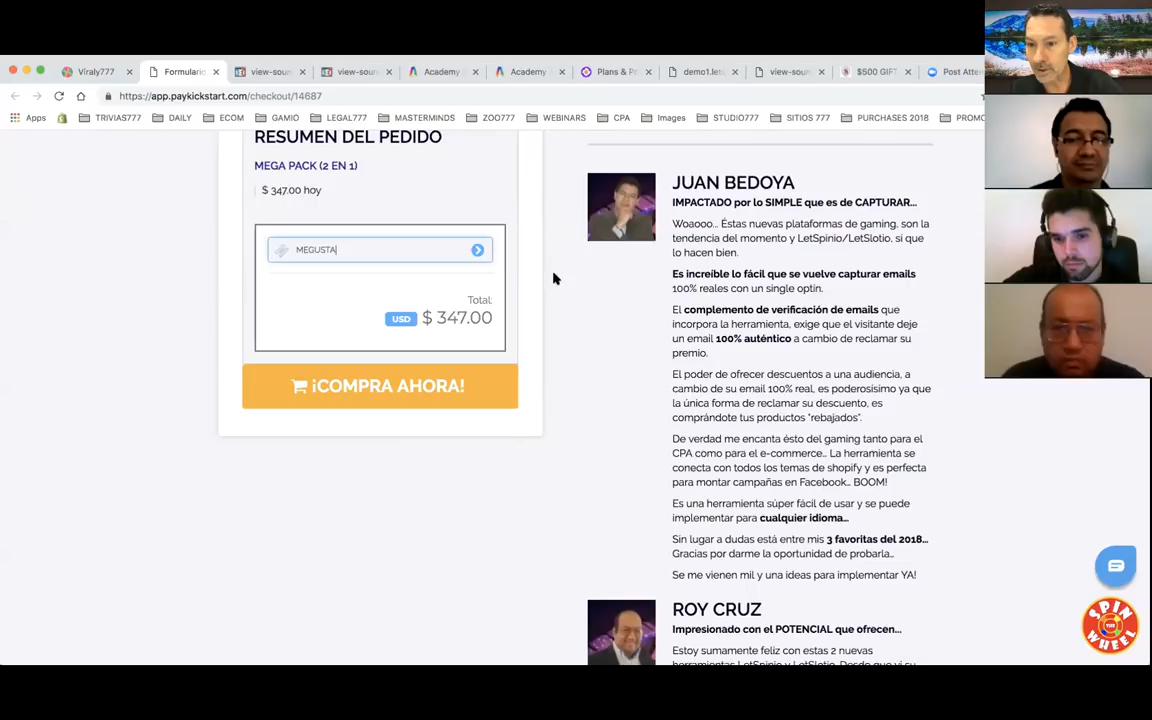 Viraly777
Formulario
view-sour
view-sour
Academy
Academy
Plans & P
demo1.let
view-sour
$500 GIFT
Post Atten
https://app.paykickstart.com/checkout/14687
Apps
TRIVIAS777
DAILY
ECOM
GAMIO
LEGAL777
MASTERMINDS
ZOO777
WEBINARS
CPA
Images
STUDIO777
SITIOS 777
PURCHASES 2018
PROMO
RESUMEN DEL PEDIDO
MEGA PACK (2 EN 1)
$ 347.00 hoy
MEGUSTA
Total:
USD $ 347.00
¡COMPRA AHORA!
JUAN BEDOYA
IMPACTADO por lo SIMPLE que es de CAPTURAR...
Woaooo... Éstas nuevas plataformas de gaming, son la
tendencia del momento y LetSpinio/LetSlotio, si que
lo hacen bien.
Es increíble lo fácil que se vuelve capturar emails
100% reales con un single optin.
El complemento de verificación de emails que
incorpora la herramienta, exige que el visitante deje
un email 100% auténtico a cambio de reclamar su
premio.
El poder de ofrecer descuentos a una audiencia, a
cambio de su email 100% real, es poderosísimo ya que
la única forma de reclamar su descuento, es
comprándote tus productos "rebajados".
De verdad me encanta ésto del gaming tanto para el
CPA como para el e-commerce... La herramienta se
conecta con todos los temas de shopify y es perfecta
para montar campañas en Facebook... BOOM!
Es una herramienta súper fácil de usar y se puede
implementar para cualquier idioma...
Sin lugar a dudas está entre mis 3 favoritas del 2018...
Gracias por darme la oportunidad de probarla...
Se me vienen mil y una ideas para implementar YA!
ROY CRUZ
Impresionado con el POTENCIAL que ofrecen...
Estoy sumamente feliz con estas 2 nuevas
herramientas LetSpinio y LetSlotio. Desde que vi su
SPIN
THE
WHEEL